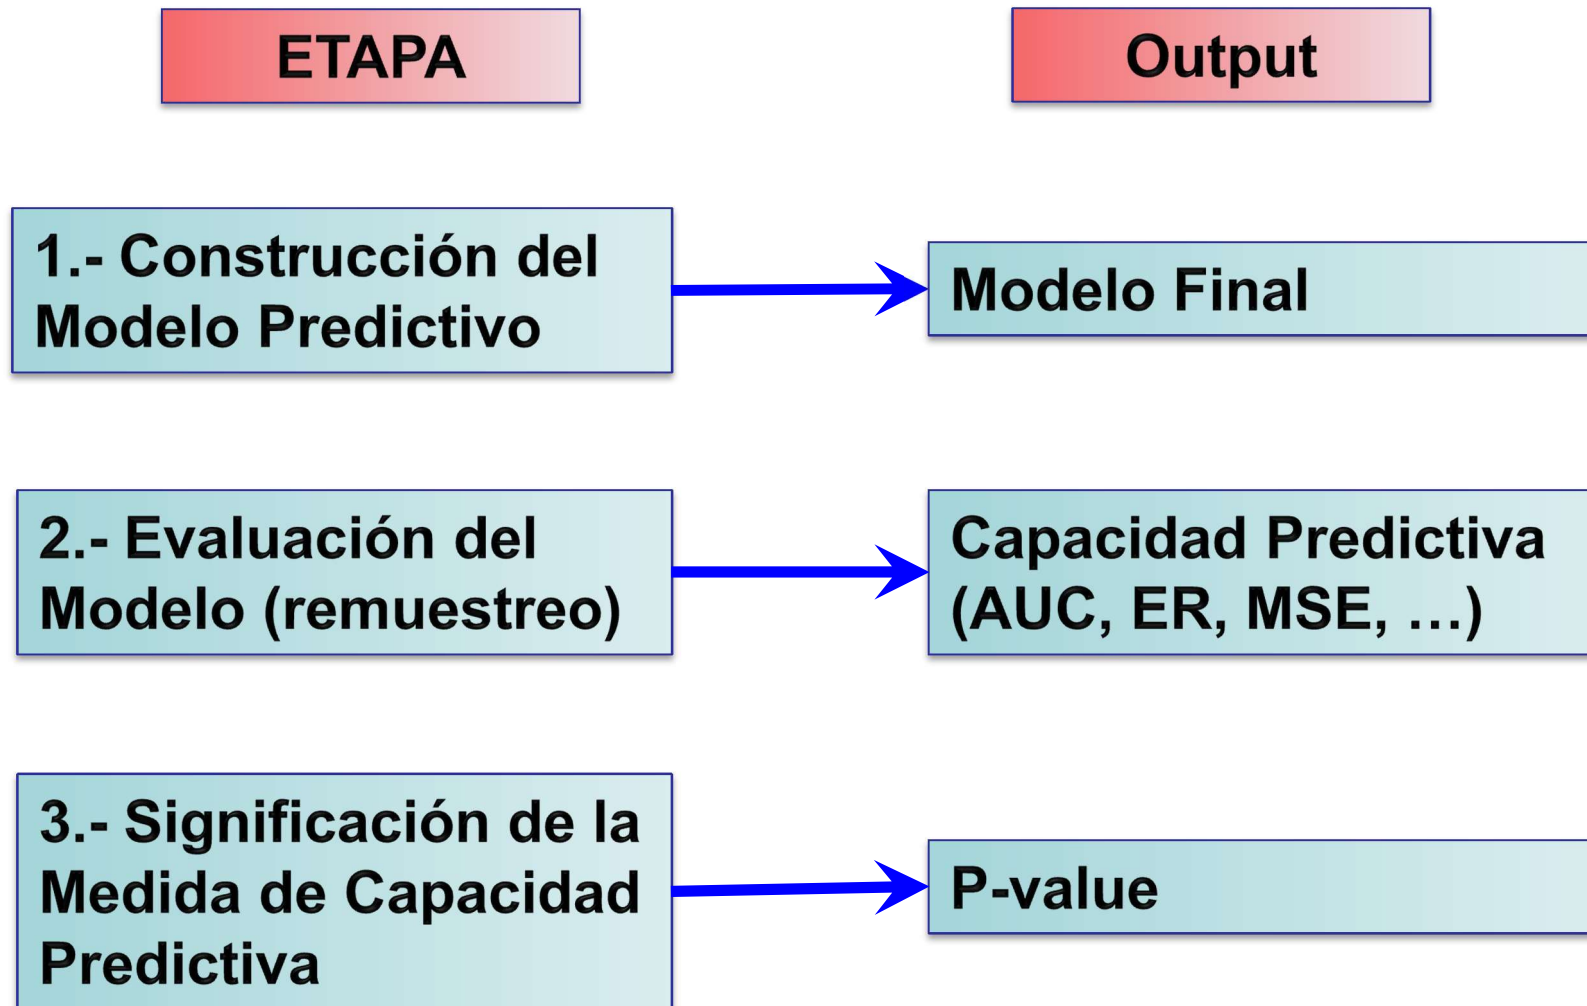 ETAPA
Output
1.- Construcción del
Modelo Predictivo
Modelo Final
2.- Evaluación del
Modelo (remuestreo)
Capacidad Predictiva
(AUC, ER, MSE, …)
3.- Significación de la
Medida de Capacidad
Predictiva
P-value